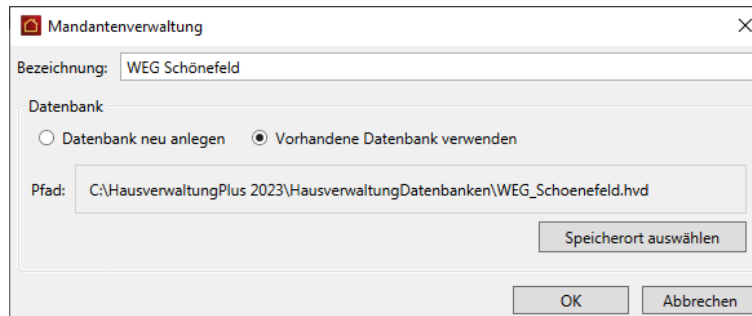 Mandantenverwaltung
Bezeichnung: WEG Schönefeld
Datenbank
Datenbank neu anlegen Vorhandene Datenbank verwenden
Pfad: C:\HausverwaltungPlus 2023\HausverwaltungDatenbanken\WEG_Schoenefeld.hvd
Speicherort auswählen
OK Abbrechen